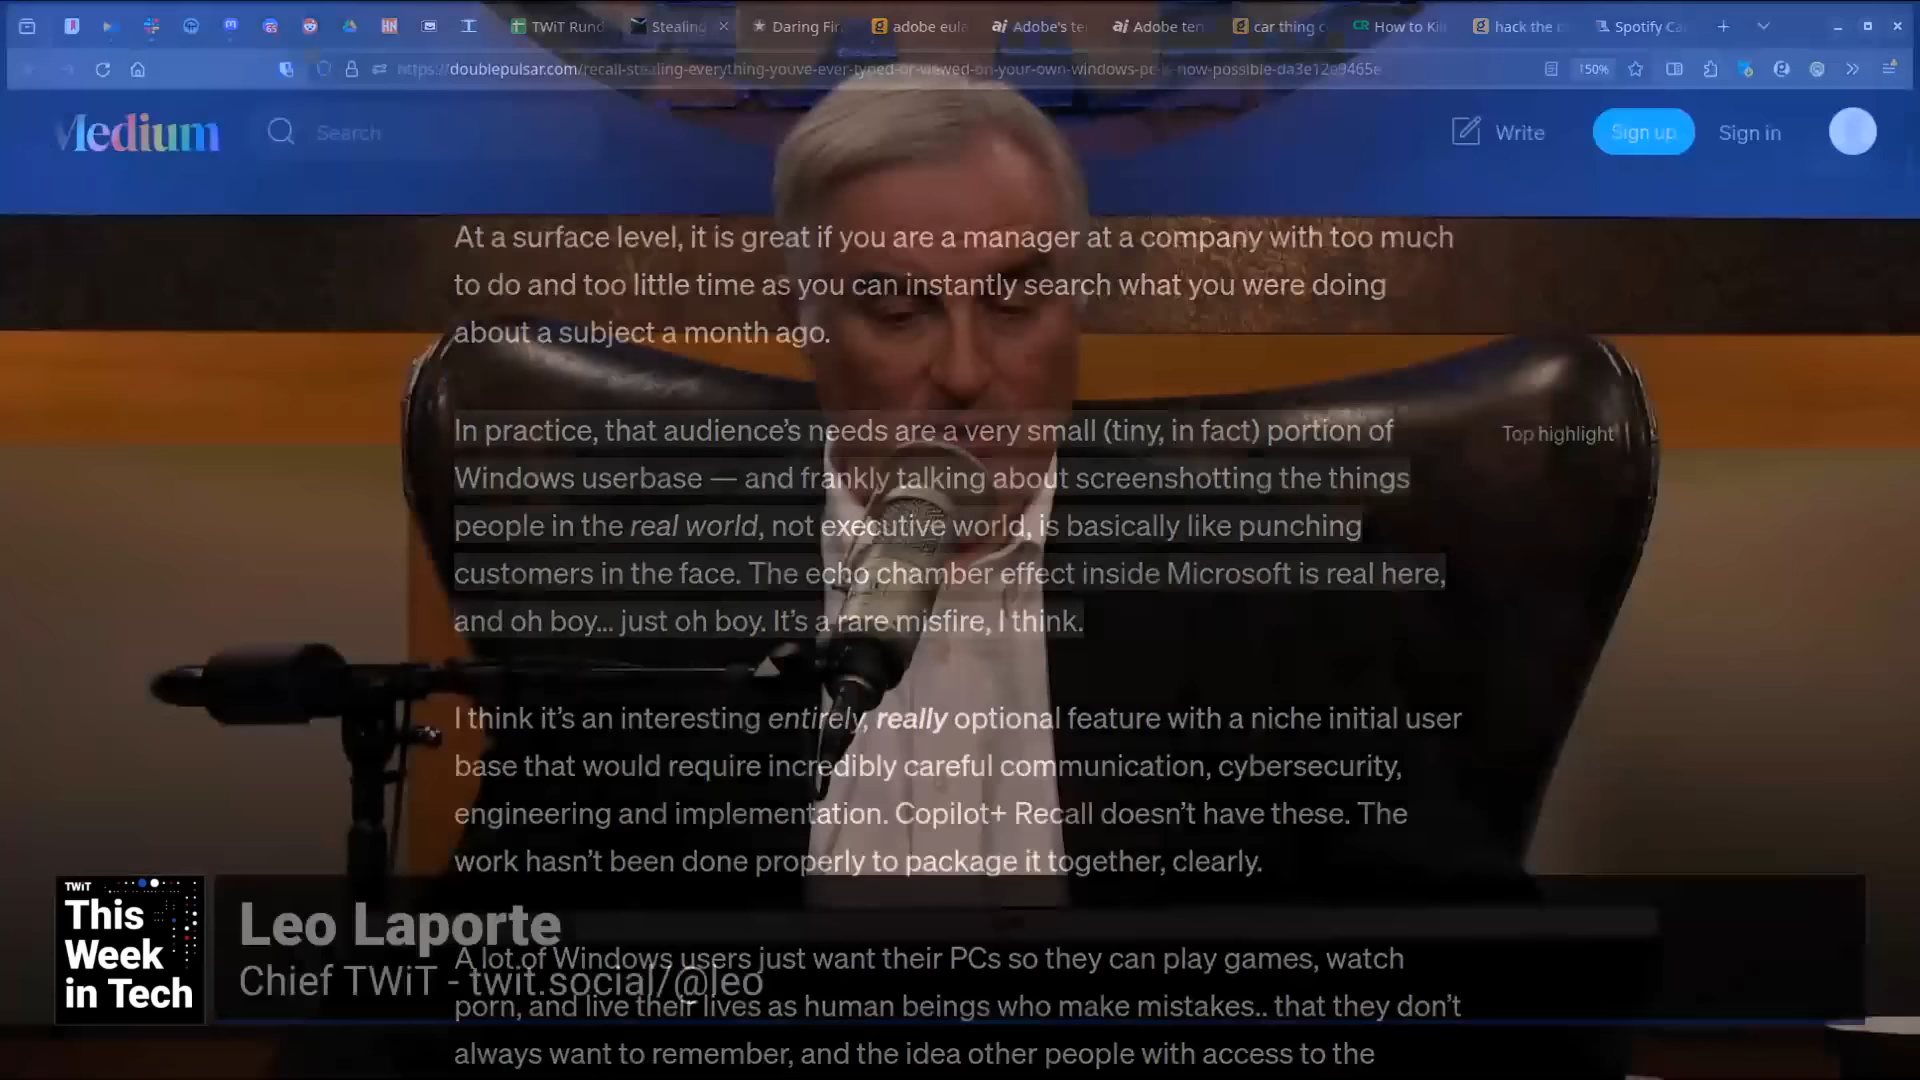 TWiT Rund
Stealing
Daring Fir
adobe eula
Adobe's te
Adobe ten
car thing c
How to Kil
hack the
Spotify Ca
https://doublepulsar.com/recall-stealing-everything-youve-ever-typed-or-viewed-on-your-own-windows-pc-is-now-possible-da3e12e9465e
150%
Medium
Search
Write
Sign up
Sign in
At a surface level, it is great if you are a manager at a company with too much
to do and too little time as you can instantly search what you were doing
about a subject a month ago.
In practice, that audience's needs are a very small (tiny, in fact) portion of
Top highlight
Windows userbase — and frankly talking about screenshotting the things
people in the real world, not executive world, is basically like punching
customers in the face. The echo chamber effect inside Microsoft is real here,
and oh boy... just oh boy. It's a rare misfire, I think.
I think it's an interesting entirely, really optional feature with a niche initial user
base that would require incredibly careful communication, cybersecurity,
engineering and implementation. Copilot+ Recall doesn't have these. The
work hasn't been done properly to package it together, clearly.
A lot of Windows users just want their PCs so they can play games, watch
porn, and live their lives as human beings who make mistakes.. that they don't
always want to remember, and the idea other people with access to the
TWiT
This
Week
in Tech
Leo Laporte
Chief TWiT - twit.social/@leo